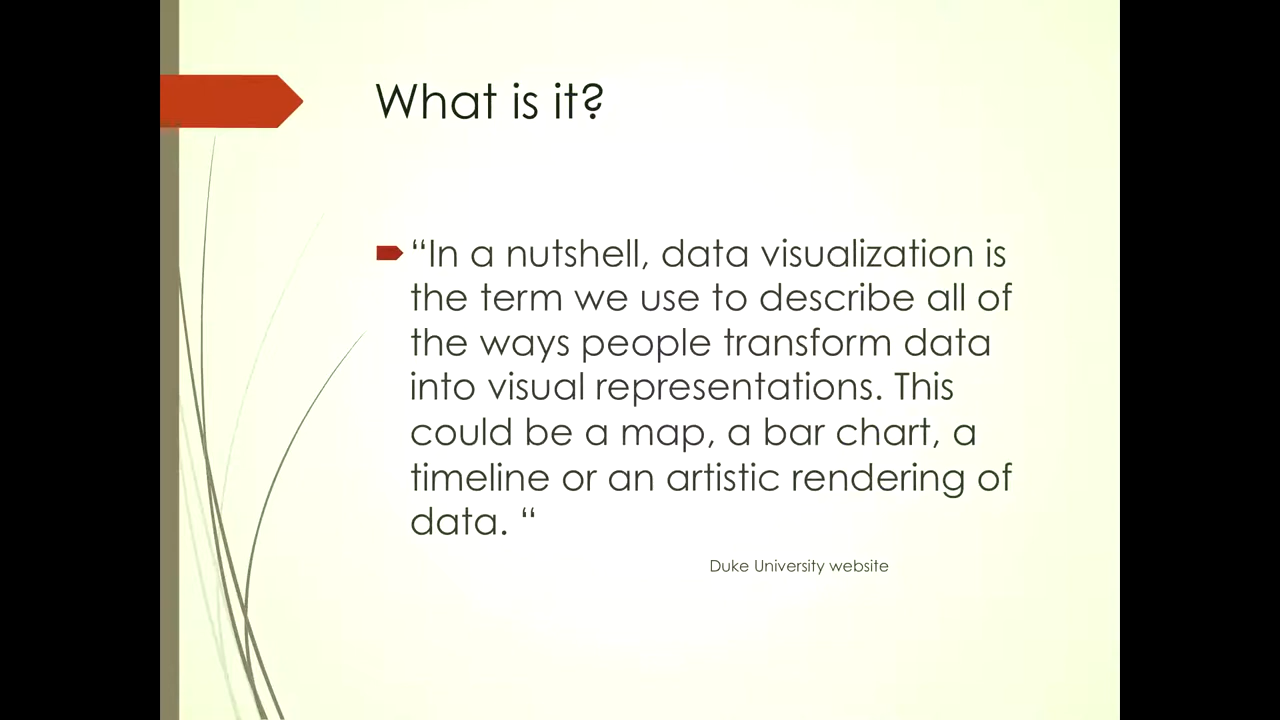 What is it?
“In a nutshell, data visualization is
the term we use to describe all of
the ways people transform data
into visual representations. This
could be a map, a bar chart, a
timeline or an artistic rendering of
data. “
Duke University website